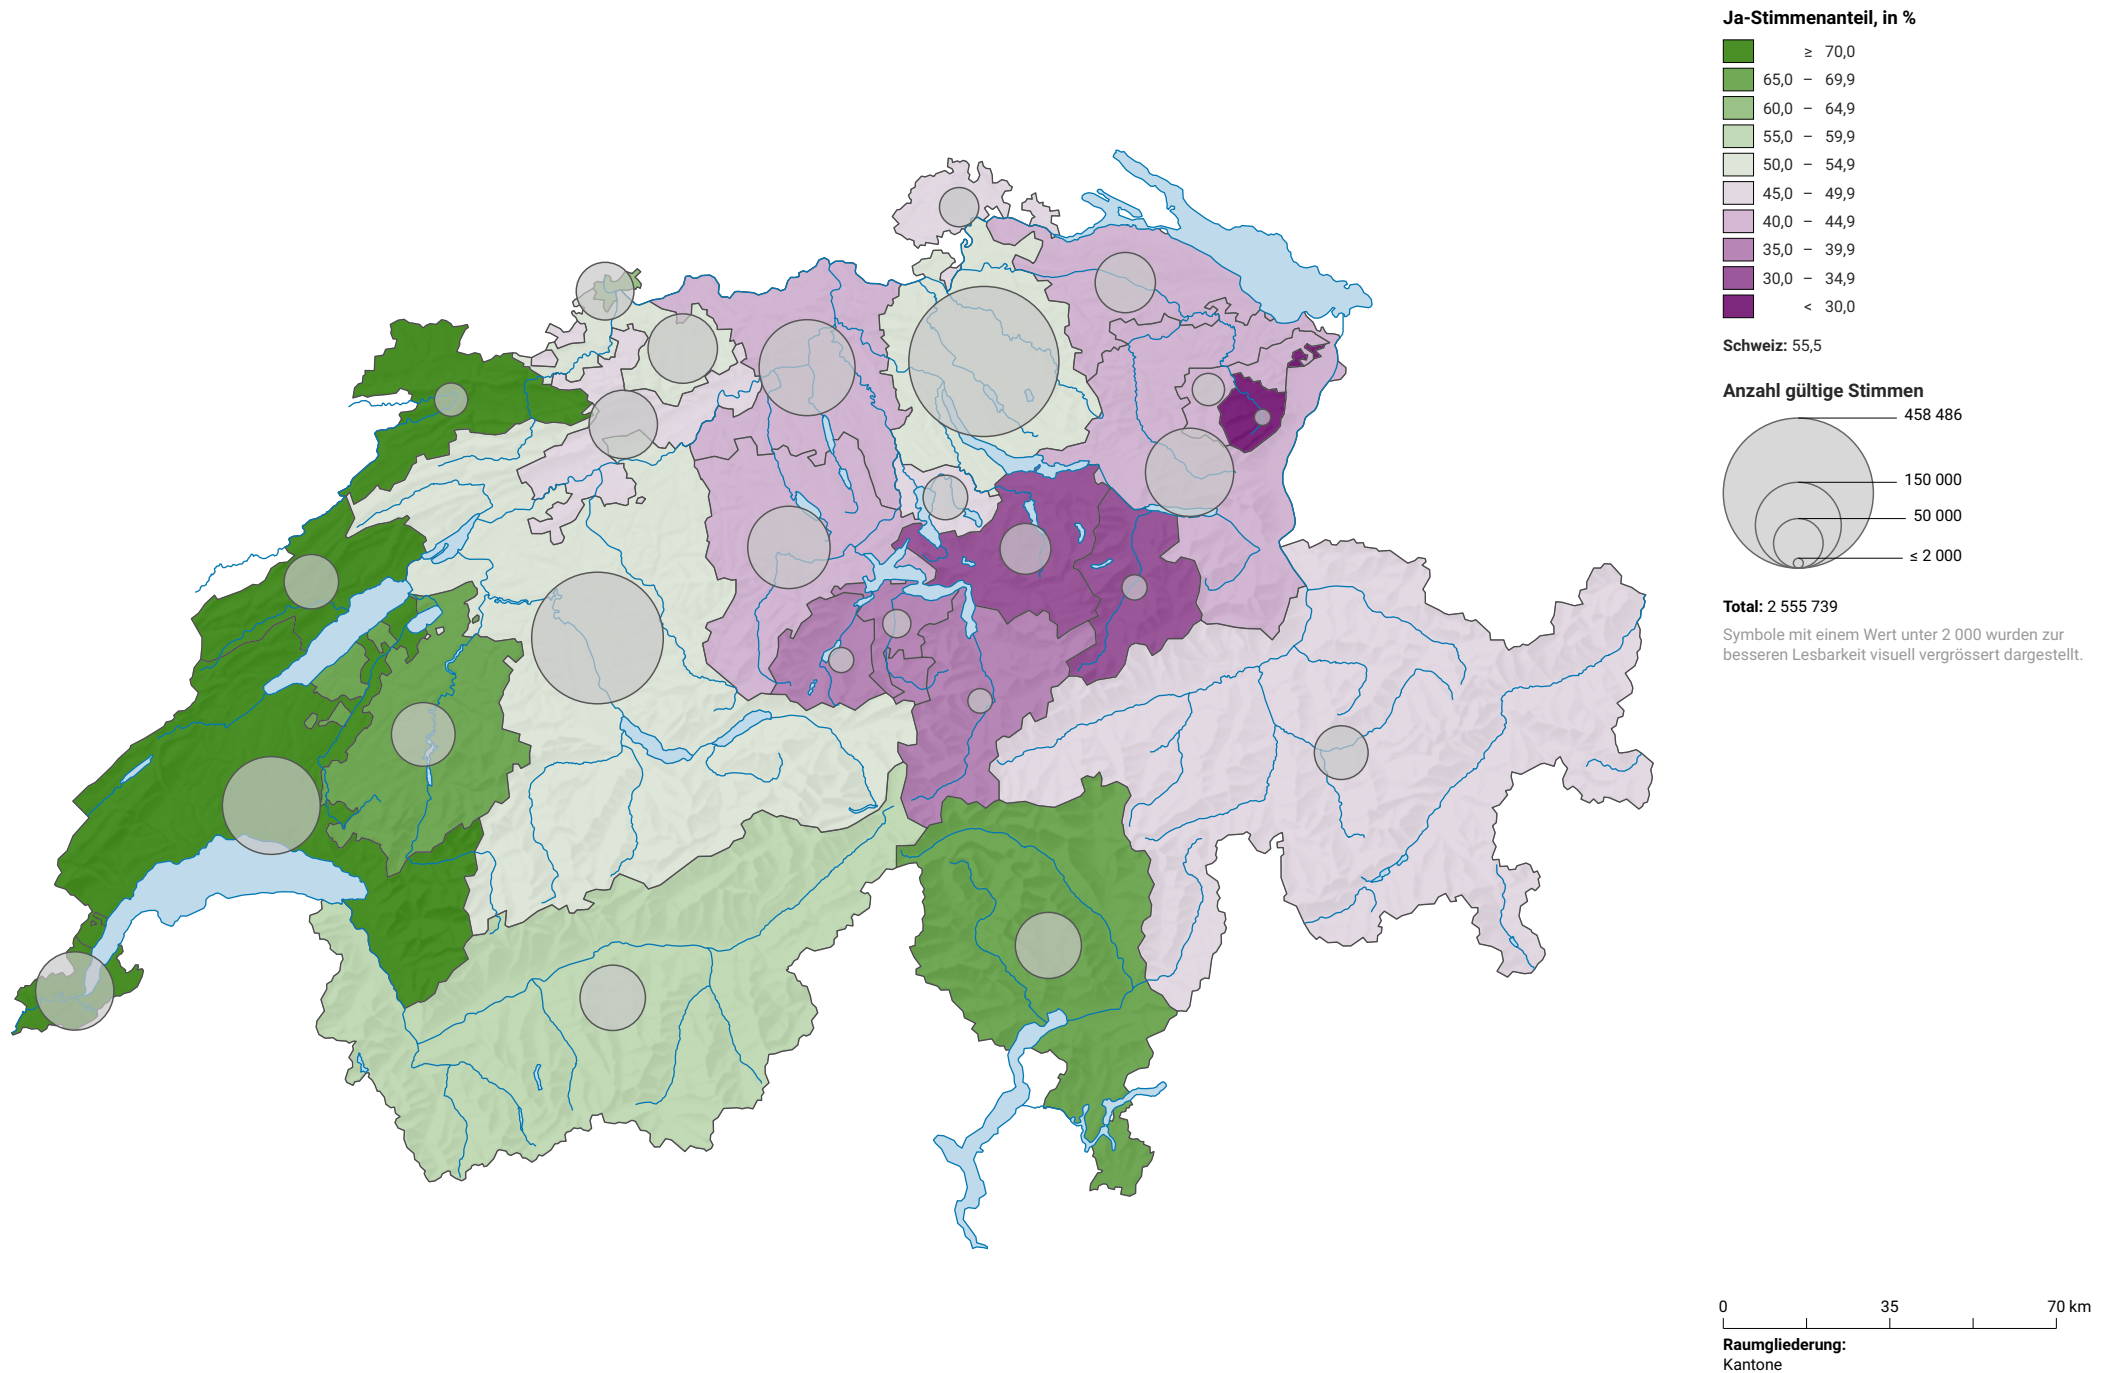 Ja-Stimmenanteil, in %
≥ 70,0
65,0 – 69,9
60,0 – 64,9
55,0 – 59,9
50,0 – 54,9
45,0 – 49,9
40,0 – 44,9
35,0 – 39,9
30,0 – 34,9
< 30,0
Schweiz: 55,5
Anzahl gültige Stimmen
458 486
150 000
50 000
≤ 2 000
Total: 2 555 739
Symbole mit einem Wert unter 2 000 wurden zur
besseren Lesbarkeit visuell vergrössert dargestellt.
0 35 70 km
Raumgliederung:
Kantone